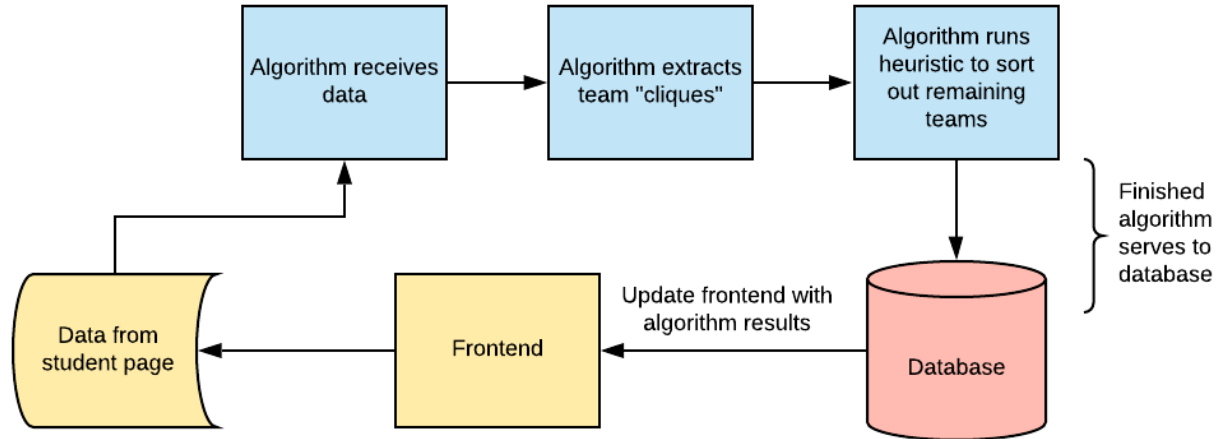 Algorithm receives
data
Algorithm extracts
team "cliques"
Algorithm runs
heuristic to sort
out remaining
teams
Finished
algorithm
serves to
database
Data from
student page
Frontend
Update frontend with
algorithm results
Database